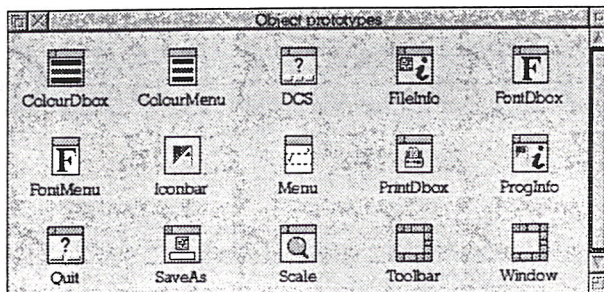 Object prototypes
ColourDbox ColourMenu DCS FileInfo FontDbox
FontMenu Iconbar Menu PrintDbox ProgInfo
Quit SaveAs Scale Toolbar Window